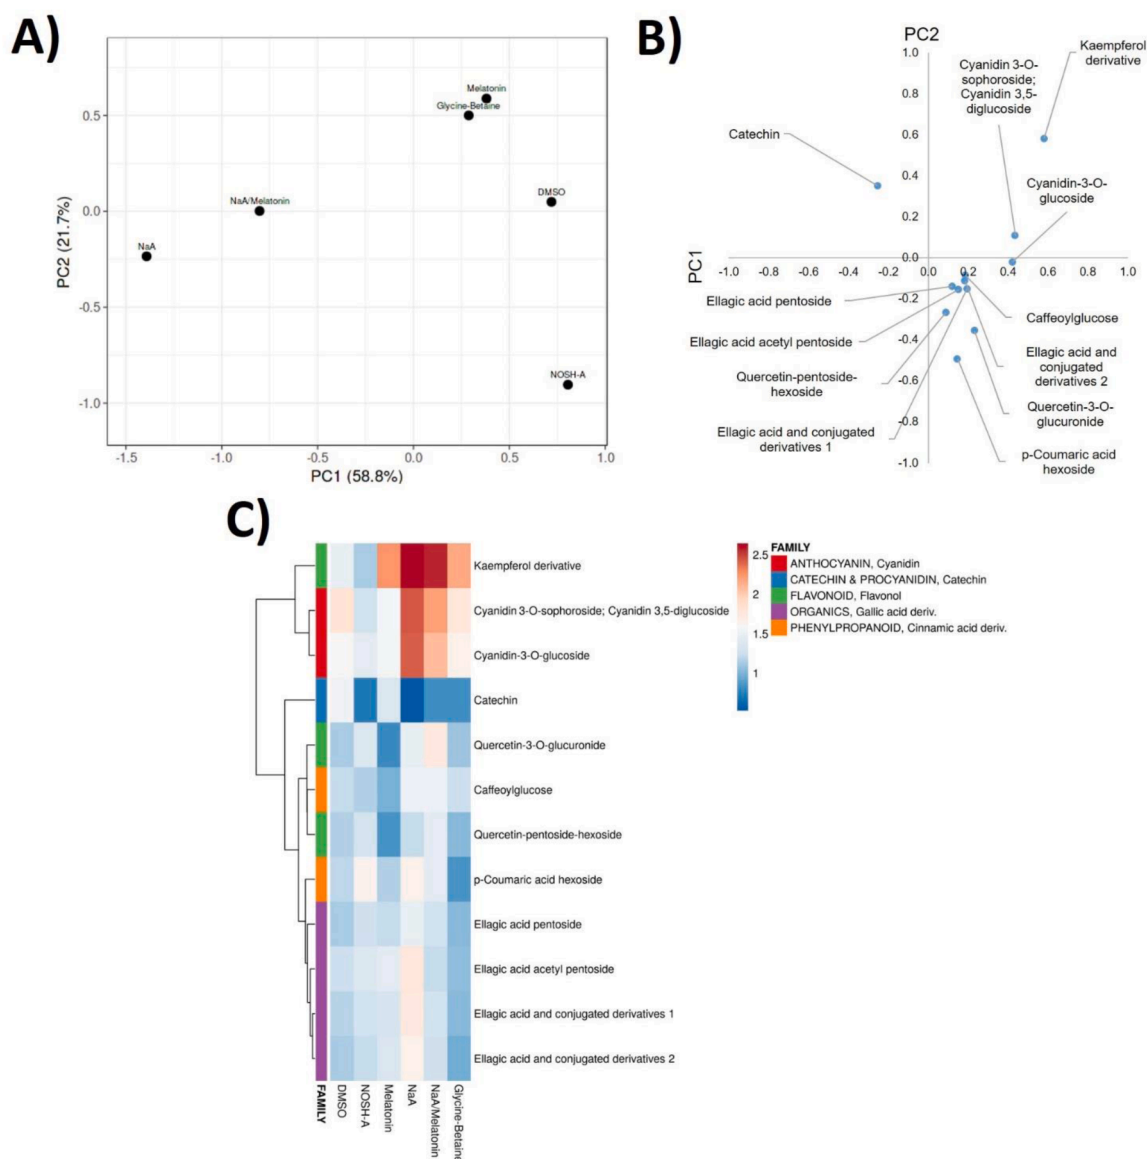 A)
PC2 (21.7%)
0.5
0.0
-0.5
-1.0
Melatonin
Glycine-Betaine
DMSO
NaA/Melatonin
NaA
NOSH-A
-1.5
-1.0
-0.5
0.0
0.5
1.0
PC1 (58.8%)
B)
PC2
1.0
0.8
0.6
0.4
0.2
0.0
-0.2
-0.4
-0.6
-0.8
-1.0
PC1
-1.0
-0.8
-0.6
-0.4
-0.2
0.0
0.2
0.4
0.6
0.8
1.0
Kaempferol
derivative
Cyanidin 3-O-
sophoroside;
Cyanidin 3,5-
diglucoside
Catechin
Cyanidin-3-O-
glucoside
Ellagic acid pentoside
Caffeoylglucose
Ellagic acid acetyl pentoside
Ellagic acid and
conjugated
derivatives 2
Quercetin-pentoside-
hexoside
Quercetin-3-O-
glucuronide
Ellagic acid and conjugated
derivatives 1
p-Coumaric acid
hexoside
C)
Kaempferol derivative
Cyanidin 3-O-sophoroside; Cyanidin 3,5-diglucoside
Cyanidin-3-O-glucoside
Catechin
Quercetin-3-O-glucuronide
Caffeoylglucose
Quercetin-pentoside-hexoside
p-Coumaric acid hexoside
Ellagic acid pentoside
Ellagic acid acetyl pentoside
Ellagic acid and conjugated derivatives 1
Ellagic acid and conjugated derivatives 2
FAMILY
DMSO
NOSH-A
Melatonin
NaA
NaA/Melatonin
Glycine-Betaine
2.5
2
1.5
1
FAMILY
ANTHOCYANIN, Cyanidin
CATECHIN & PROCYANIDIN, Catechin
FLAVONOID, Flavonol
ORGANICS, Gallic acid deriv.
PHENYLPROPANOID, Cinnamic acid deriv.